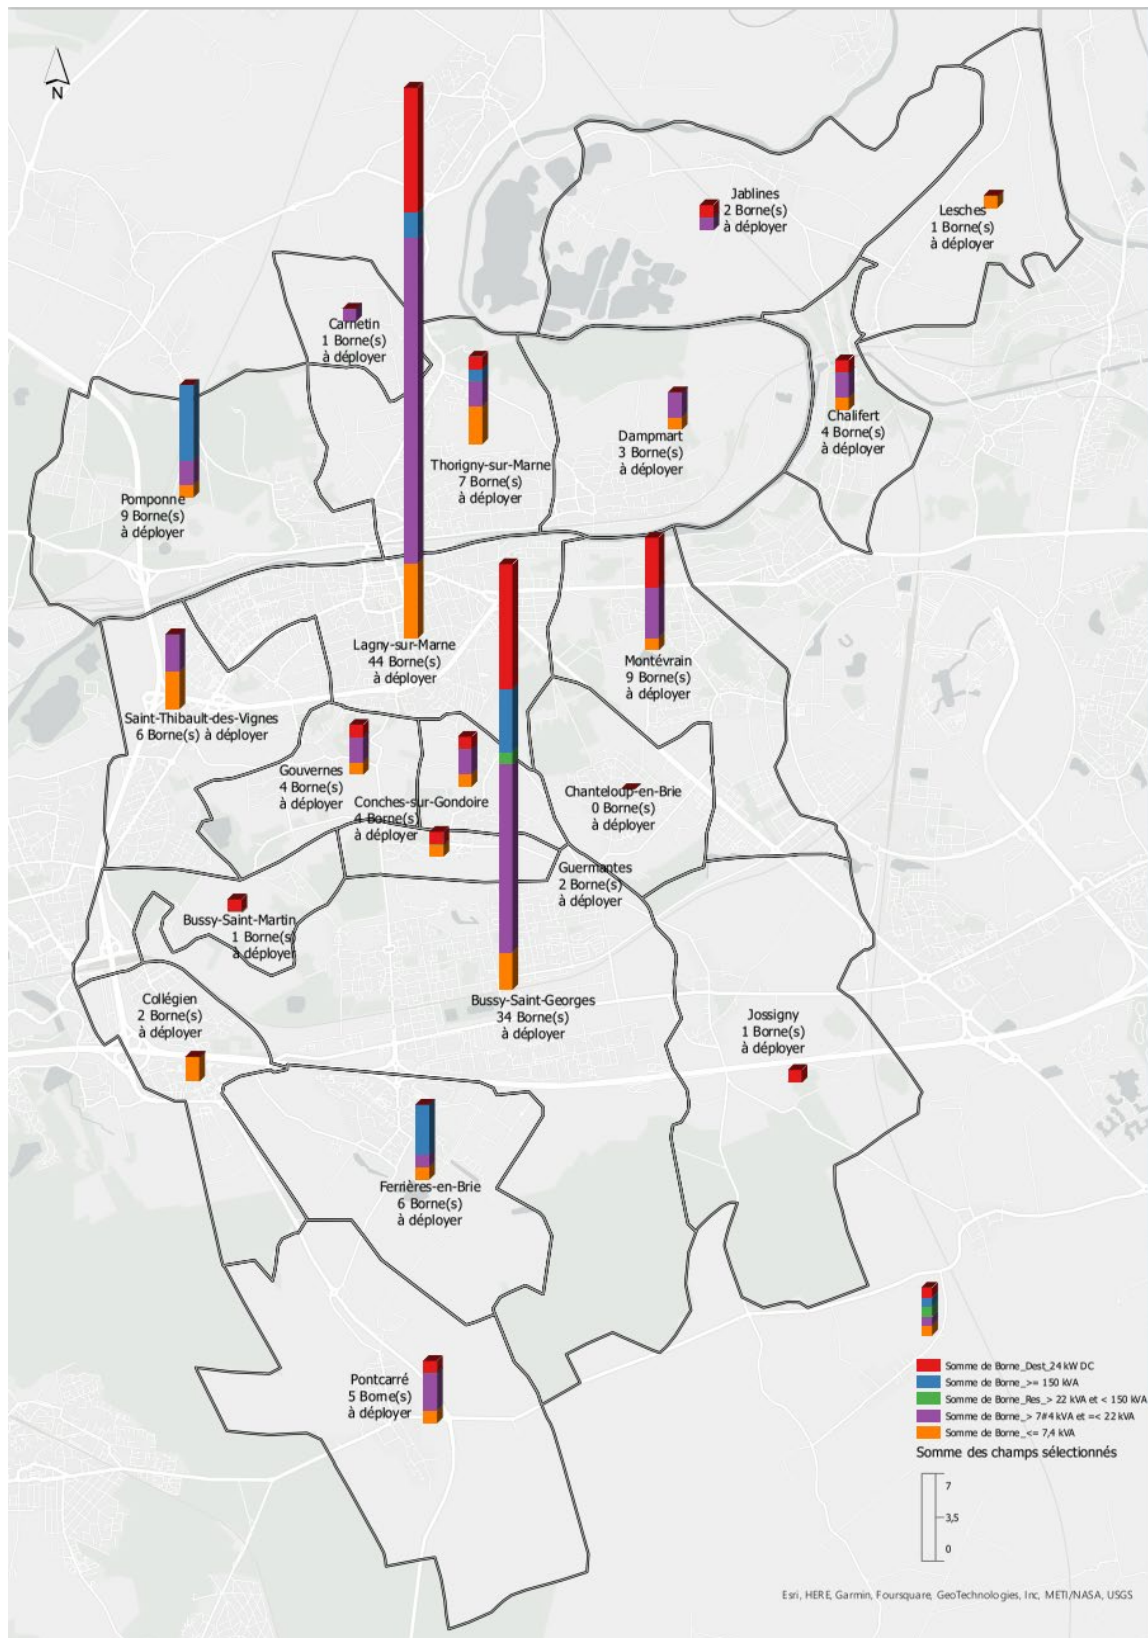 N
Jablines
2 Borne(s)
à déployer
Lesches
1 Borne(s)
à déployer
Carnetin
1 Borne(s)
à déployer
Chalifert
4 Borne(s)
à déployer
Dampmart
3 Borne(s)
à déployer
Thorigny-sur-Marne
7 Borne(s)
à déployer
Pomponne
9 Borne(s)
à déployer
Lagny-sur-Marne
44 Borne(s)
à déployer
Montévrain
9 Borne(s)
à déployer
Saint-Thibault-des-Vignes
6 Borne(s) à déployer
Gouvernes
4 Borne(s)
à déployer
Conches-sur-Gondoire
4 Borne(s)
à déployer
Chanteloup-en-Brie
0 Borne(s)
à déployer
Guermantes
2 Borne(s)
à déployer
Bussy-Saint-Martin
1 Borne(s)
à déployer
Collégien
2 Borne(s)
à déployer
Bussy-Saint-Georges
34 Borne(s)
à déployer
Jossigny
1 Borne(s)
à déployer
Ferrières-en-Brie
6 Borne(s)
à déployer
Pontcarré
5 Borne(s)
à déployer
Somme de Borne_Dest_24 kW DC
Somme de Borne_>= 150 kVA
Somme de Borne_Res_> 22 kVA et < 150 kVA
Somme de Borne_> 7#4 kVA et =< 22 kVA
Somme de Borne_<= 7,4 kVA
Somme des champs sélectionnés
7
3,5
0
Esri, HERE, Garmin, Foursquare, GeoTechnologies, Inc, METI/NASA, USGS